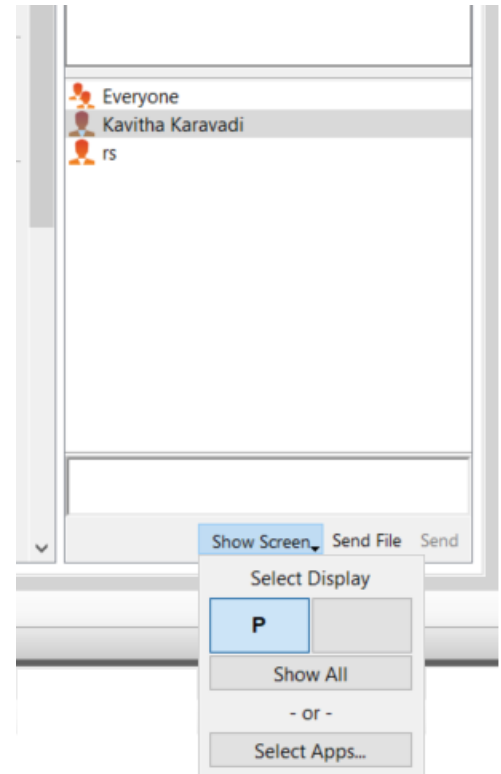 Everyone
Kavitha Karavadi
rs
Show Screen Send File Send
Select Display
P
Show All
- or -
Select Apps...